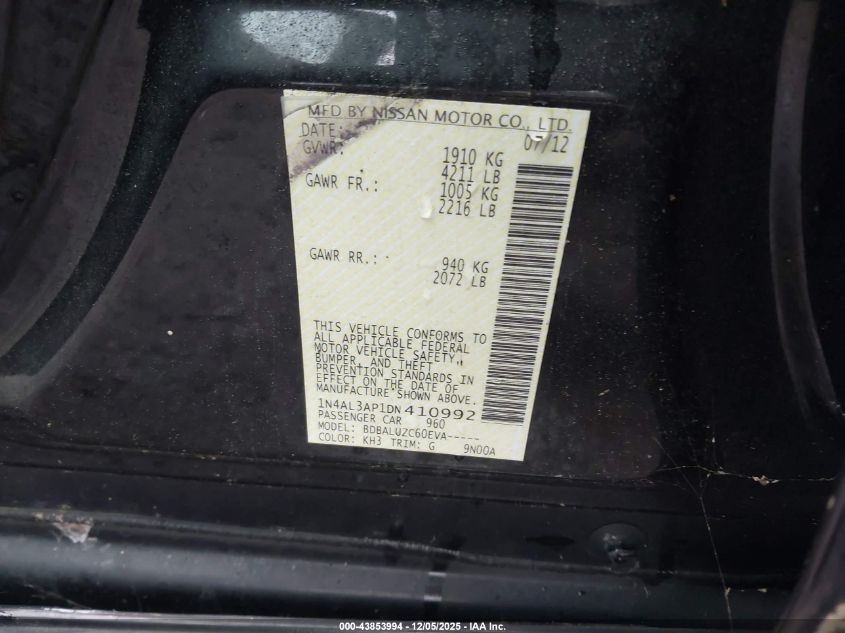 MFD BY NISSAN MOTOR CO., LTD.
DATE: 07/12
GVWR: 1910 KG
4211 LB
GAWR FR.: 1005 KG
2216 LB
GAWR RR.: 940 KG
2072 LB
THIS VEHICLE CONFORMS TO
ALL APPLICABLE FEDERAL
MOTOR VEHICLE SAFETY,
BUMPER, AND THEFT
PREVENTION STANDARDS IN
EFFECT ON THE DATE OF
MANUFACTURE SHOWN ABOVE.
1N4AL3AP1DN410992
PASSENGER CAR 960
MODEL: BDBALUZC60EVA-----
COLOR: KH3 TRIM: G 9N00A
000-43853994 • 12/05/2025 • IAA Inc.